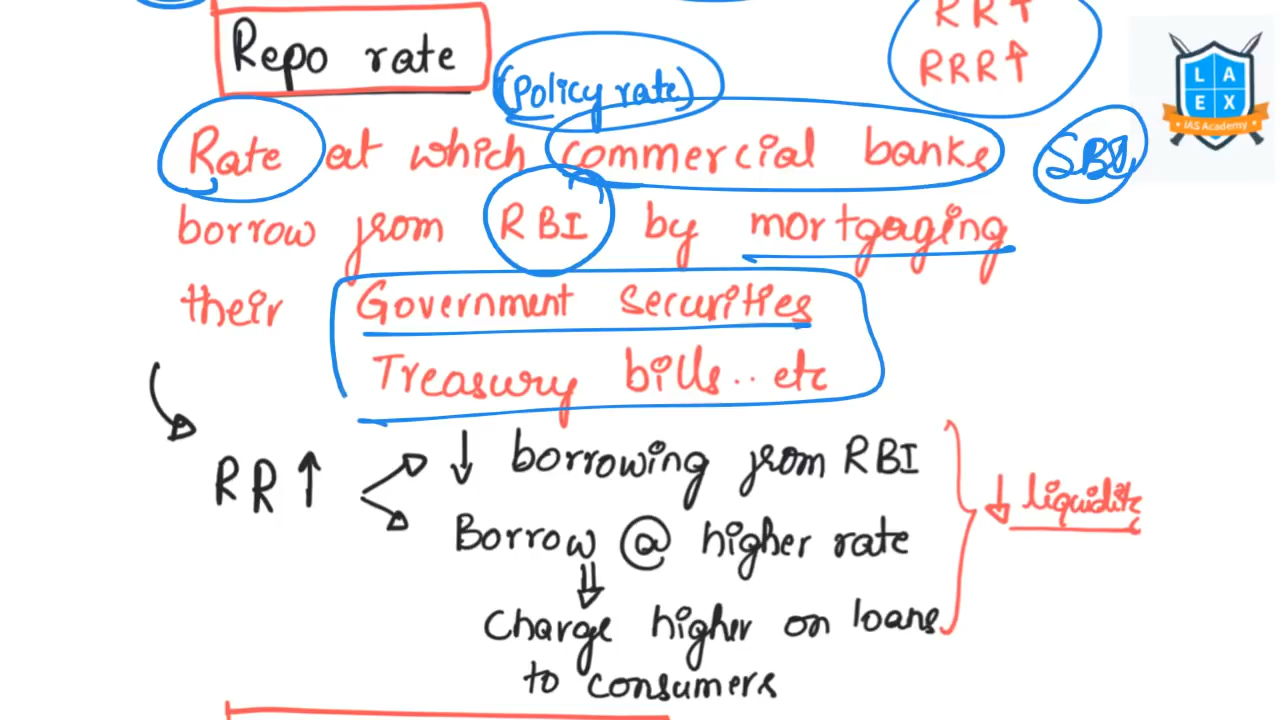 RR↑
RRR↑
Repo rate
(Policy rate)
Rate at which commercial banks
SBI,
borrow from RBI by mortgaging
their Government securities
Treasury bills.. etc
RR↑ ↓ borrowing from RBI
Borrow @ higher rate
↓ liquidity
Charge higher on loans
to consumers
LA
EX
IAS Academy